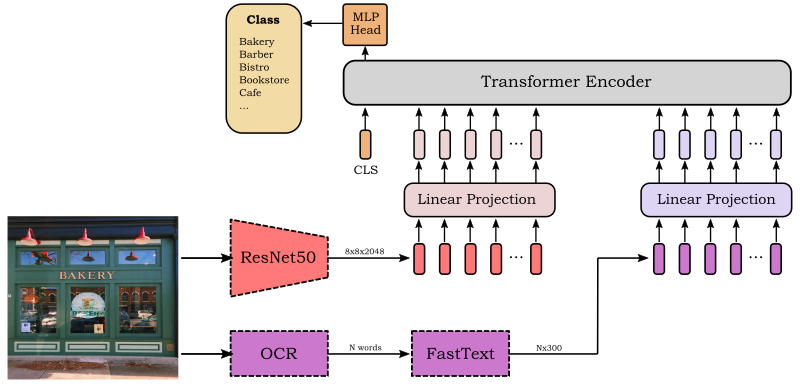 Class
Bakery
Barber
Bistro
Bookstore
Cafe
...
MLP
Head
Transformer Encoder
CLS
...
...
Linear Projection
Linear Projection
ResNet50
8x8x2048
...
...
BAKERY
OCR
N words
FastText
Nx300